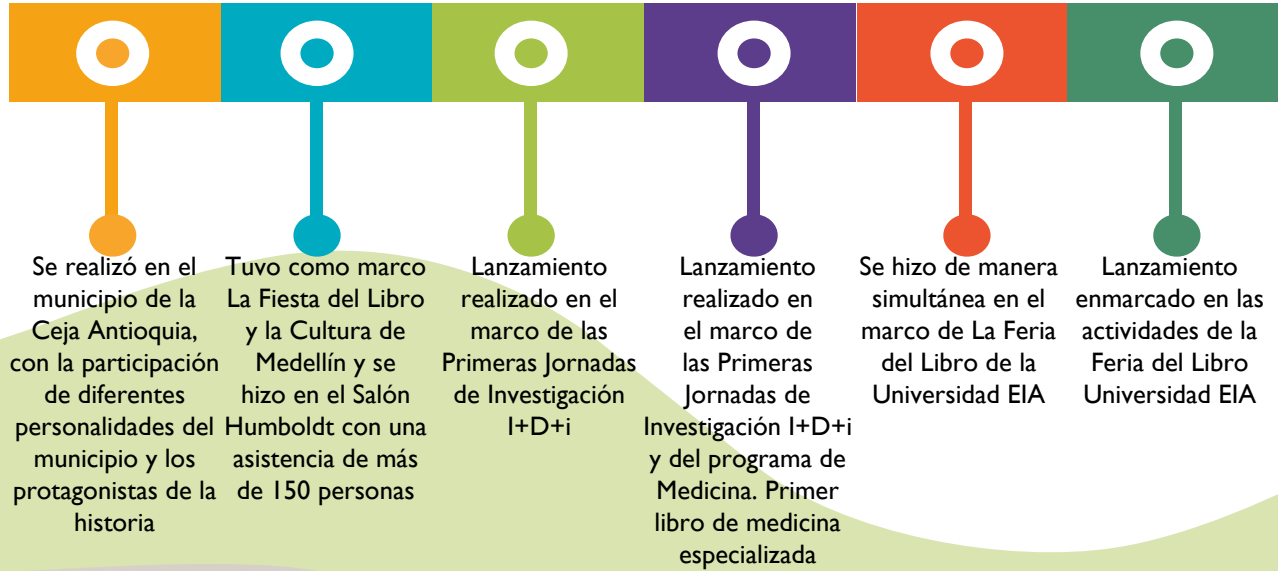 Se realizó en el
municipio de la
Ceja Antioquia,
con la participación
de diferentes
personalidades del
municipio y los
protagonistas de la
historia
Tuvo como marco
La Fiesta del Libro
y la Cultura de
Medellín y se
hizo en el Salón
Humboldt con una
asistencia de más
de 150 personas
Lanzamiento
realizado en el
marco de las
Primeras Jornadas
de Investigación
I+D+i
Lanzamiento
realizado en
el marco de
las Primeras
Jornadas de
Investigación I+D+i
y del programa de
Medicina. Primer
libro de medicina
especializada
Se hizo de manera
simultánea en el
marco de La Feria
del Libro de la
Universidad EIA
Lanzamiento
enmarcado en las
actividades de la
Feria del Libro
Universidad EIA